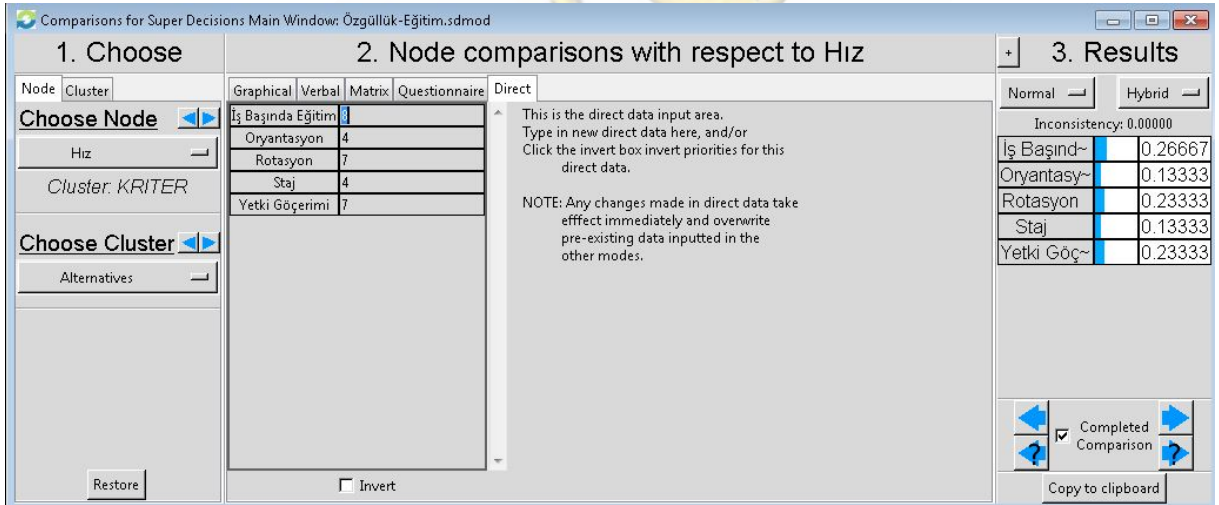 Comparisons for Super Decisions Main Window: Özgüllük-Eğitim.sdmod
1. Choose
2. Node comparisons with respect to Hız
+ 3. Results
Node Cluster
Choose Node
Hız
Cluster: KRITER
Choose Cluster
Alternatives
Restore
Graphical Verbal Matrix Questionnaire Direct
İş Başında Eğitim 8
Oryantasyon 4
Rotasyon 7
Staj 4
Yetki Göçerimi 7
Invert
This is the direct data input area.
Type in new direct data here, and/or
Click the invert box invert priorities for this
direct data.
NOTE: Any changes made in direct data take
efffect immediately and overwrite
pre-existing data inputted in the
other modes.
Normal Hybrid
Inconsistency: 0.00000
İş Başınd~ 0.26667
Oryantasy~ 0.13333
Rotasyon 0.23333
Staj 0.13333
Yetki Göç~ 0.23333
Completed
Comparison
? ?
Copy to clipboard